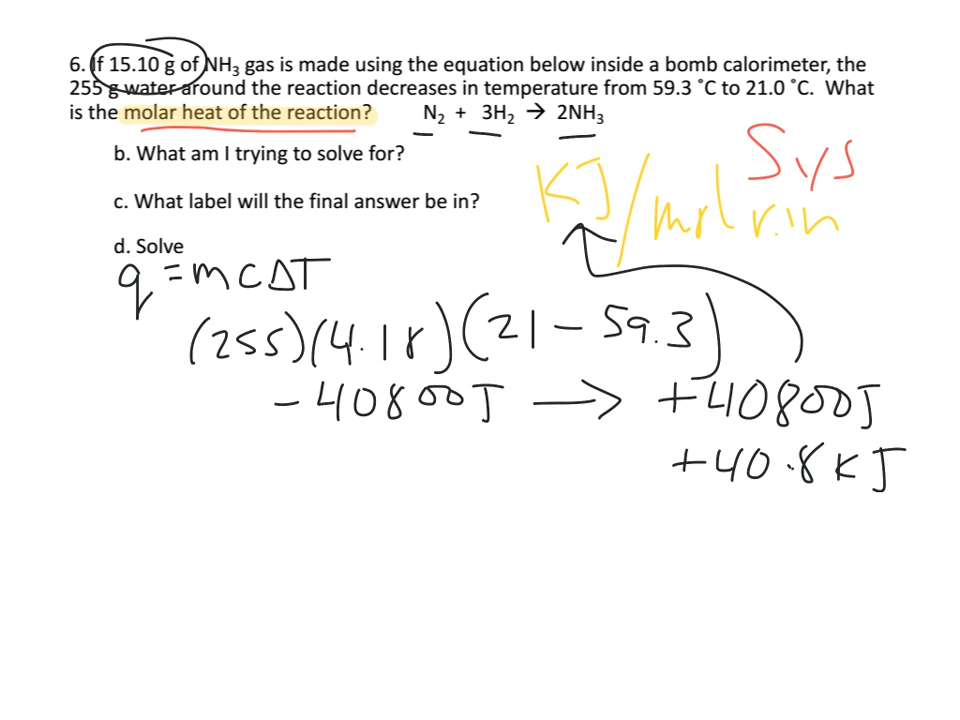 6. If 15.10 g of NH₃ gas is made using the equation below inside a bomb calorimeter, the
255 g water around the reaction decreases in temperature from 59.3 ˚C to 21.0 ˚C. What
is the molar heat of the reaction? N₂ + 3H₂ → 2NH₃
b. What am I trying to solve for?
Sys
KJ/mol r.in
c. What label will the final answer be in?
d. Solve
q = mcΔT
(255)(4.18)(21 - 59.3)
- 40800J → +40800J
+40.8KJ